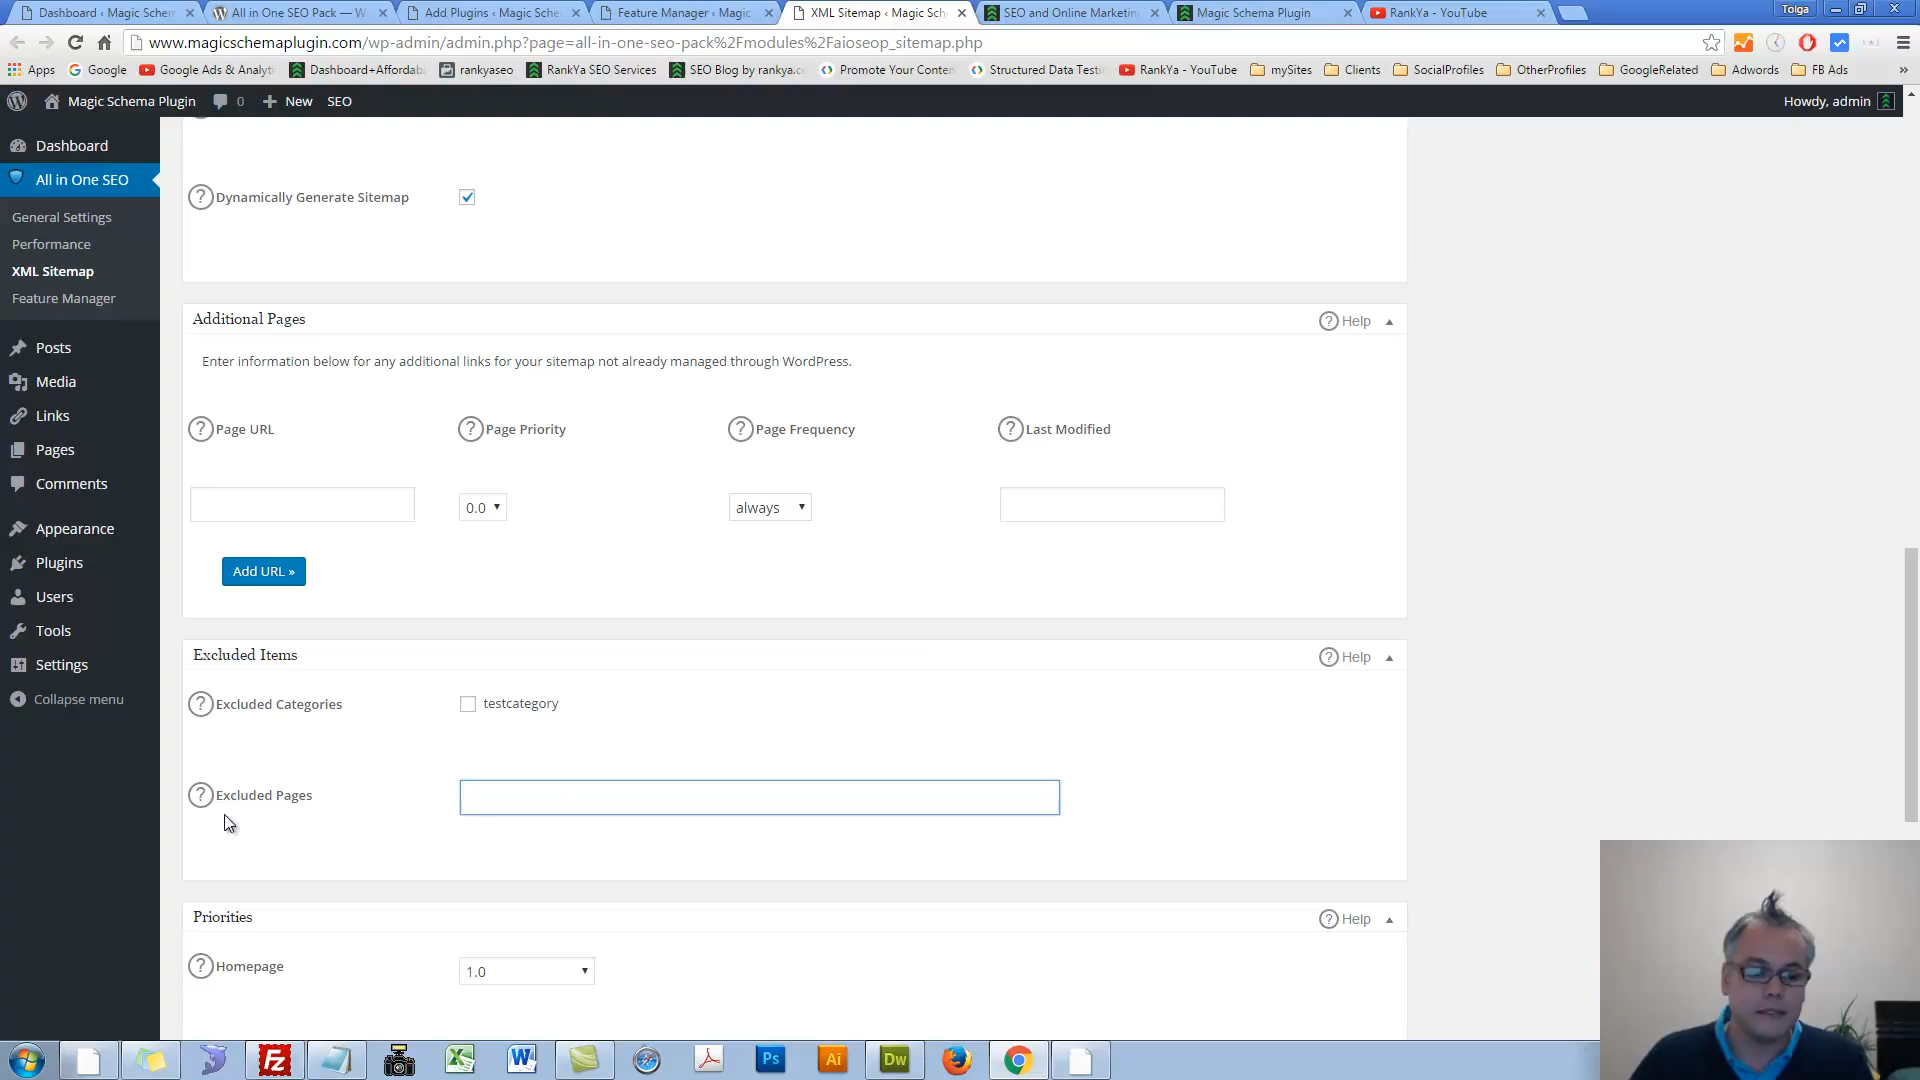 Dashboard ‹ Magic Schem
All in One SEO Pack — W
Add Plugins ‹ Magic Sche
Feature Manager ‹ Magic
XML Sitemap ‹ Magic Sch
SEO and Online Marketin
Magic Schema Plugin
RankYa - YouTube
Tolga
www.magicschemaplugin.com/wp-admin/admin.php?page=all-in-one-seo-pack%2Fmodules%2Faioseop_sitemap.php
Apps
Google
Google Ads & Analyti
Dashboard+Affordab
rankyaseo
RankYa SEO Services
SEO Blog by rankya.c
Promote Your Conten
Structured Data Testi
RankYa - YouTube
mySites
Clients
SocialProfiles
OtherProfiles
GoogleRelated
Adwords
FB Ads
»
Magic Schema Plugin
0
New
SEO
Howdy, admin
Dashboard
All in One SEO
General Settings
Performance
XML Sitemap
Feature Manager
Posts
Media
Links
Pages
Comments
Appearance
Plugins
Users
Tools
Settings
Collapse menu
? Dynamically Generate Sitemap
Additional Pages
? Help
Enter information below for any additional links for your sitemap not already managed through WordPress.
? Page URL
? Page Priority
? Page Frequency
? Last Modified
0.0
always
Add URL »
Excluded Items
? Help
? Excluded Categories
testcategory
? Excluded Pages
Priorities
? Help
? Homepage
1.0
Fz
Ps
Ai
Dw